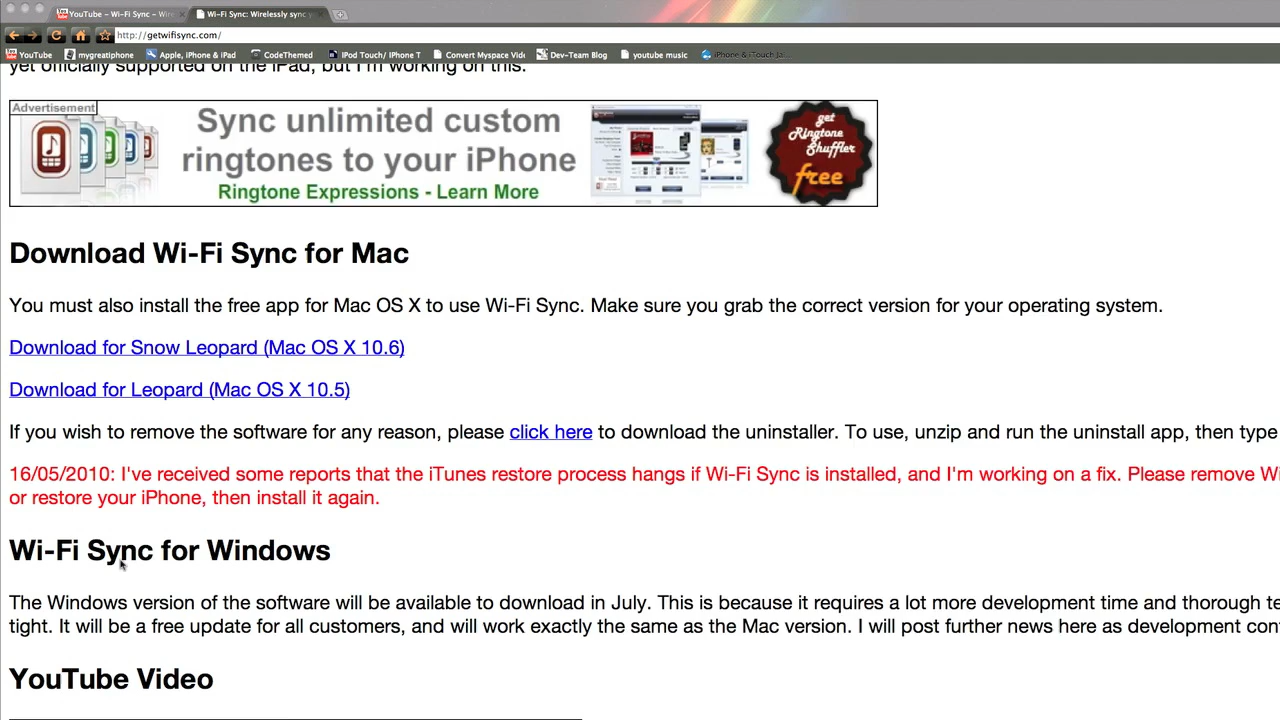 YouTube - Wi-Fi Sync - Wire
Wi-Fi Sync: Wirelessly sync y
http://getwifisync.com/
YouTube
mygreatiphone
Apple, iPhone & iPad
CodeThemed
IPod Touch/ iPhone T
Convert Myspace Vide
Dev-Team Blog
youtube music
iPhone & iTouch Ja...
yet officially supported on the iPad, but I'm working on this.
Advertisement
Sync unlimited custom
ringtones to your iPhone
Ringtone Expressions - Learn More
get
Ringtone
Shuffler
free
Download Wi-Fi Sync for Mac
You must also install the free app for Mac OS X to use Wi-Fi Sync. Make sure you grab the correct version for your operating system.
Download for Snow Leopard (Mac OS X 10.6)
Download for Leopard (Mac OS X 10.5)
If you wish to remove the software for any reason, please click here to download the uninstaller. To use, unzip and run the uninstall app, then type
16/05/2010: I've received some reports that the iTunes restore process hangs if Wi-Fi Sync is installed, and I'm working on a fix. Please remove Wi
or restore your iPhone, then install it again.
Wi-Fi Sync for Windows
The Windows version of the software will be available to download in July. This is because it requires a lot more development time and thorough te
tight. It will be a free update for all customers, and will work exactly the same as the Mac version. I will post further news here as development con
YouTube Video